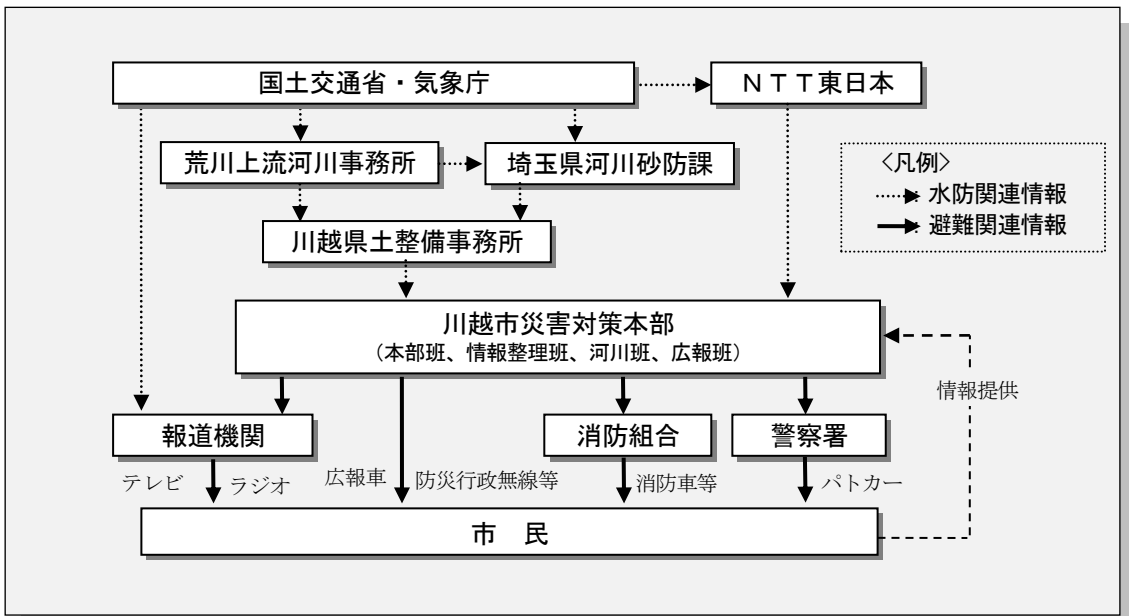 国土交通省・気象庁
ＮＴＴ東日本
荒川上流河川事務所
埼玉県河川砂防課
〈凡例〉
水防関連情報
避難関連情報
川越県土整備事務所
川越市災害対策本部
（本部班、情報整理班、河川班、広報班）
情報提供
報道機関
消防組合
警察署
テレビ
ラジオ
広報車
防災行政無線等
消防車等
パトカー
市　民